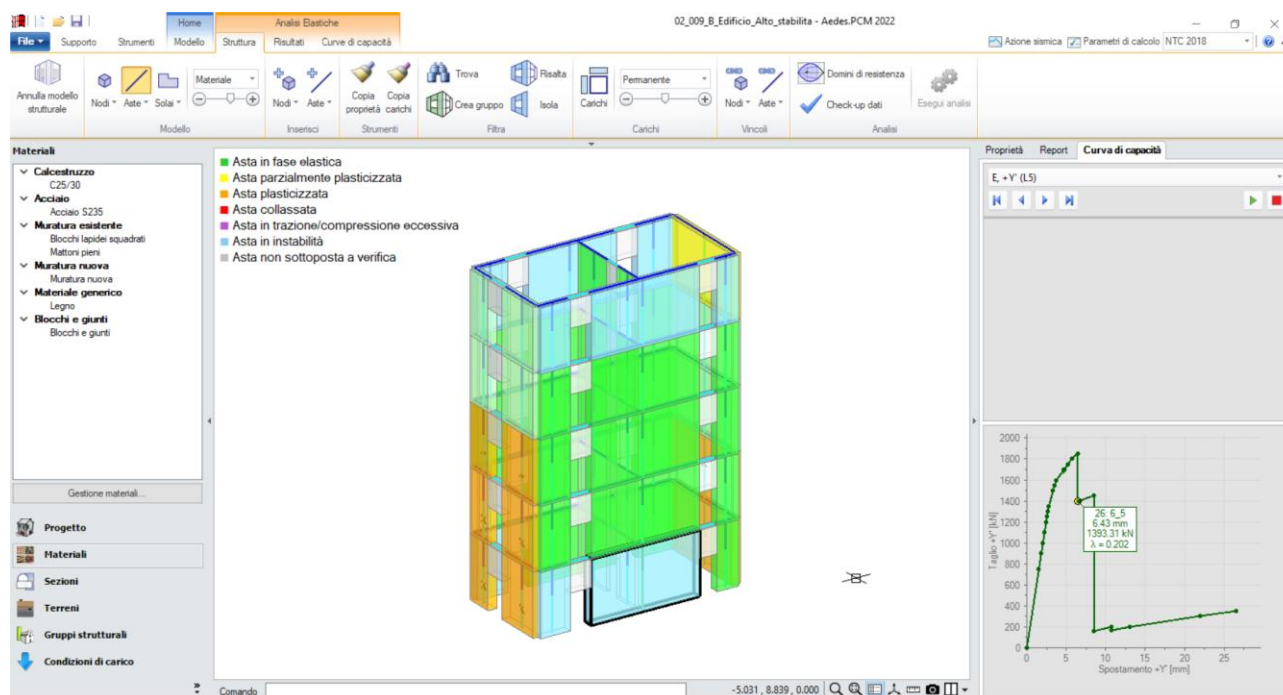 02_009_B_Edificio_Alto_stabilita - Aedes.PCM 2022
Home
Analisi Elastiche
File Supporto Strumenti Modello Struttura Risultati Curve di capacità
Azione sismica Parametri di calcolo NTC 2018
Annulla modello strutturale
Nodi Aste Solai
Materiale
Modello
Nodi Aste
Inserisci
Copia proprietà
Copia carichi
Strumenti
Trova
Crea gruppo
Risalta
Isola
Filtra
Carichi
Permanente
Carichi
Nodi Aste
Vincoli
Domini di resistenza
Check-up dati
Esegui analisi
Analisi
Materiali
Calcestruzzo
C25/30
Acciaio
Acciaio S235
Muratura esistente
Blocchi lapidei squadrati
Mattoni pieni
Muratura nuova
Muratura nuova
Materiale generico
Legno
Blocchi e giunti
Blocchi e giunti
Gestione materiali...
Progetto
Materiali
Sezioni
Terreni
Gruppi strutturali
Condizioni di carico
Asta in fase elastica
Asta parzialmente plasticizzata
Asta plasticizzata
Asta collassata
Asta in trazione/compressione eccessiva
Asta in instabilità
Asta non sottoposta a verifica
Comando
-5.031 , 8.839 , 0.000
Proprietà Report Curva di capacità
E, +Y' (L5)
2000
1800
1600
1400
1200
1000
800
600
400
200
0
Taglio +Y' [kN]
26: 6_5
6.43 mm
1393.31 kN
λ = 0.202
0 5 10 15 20 25
Spostamento +Y' [mm]